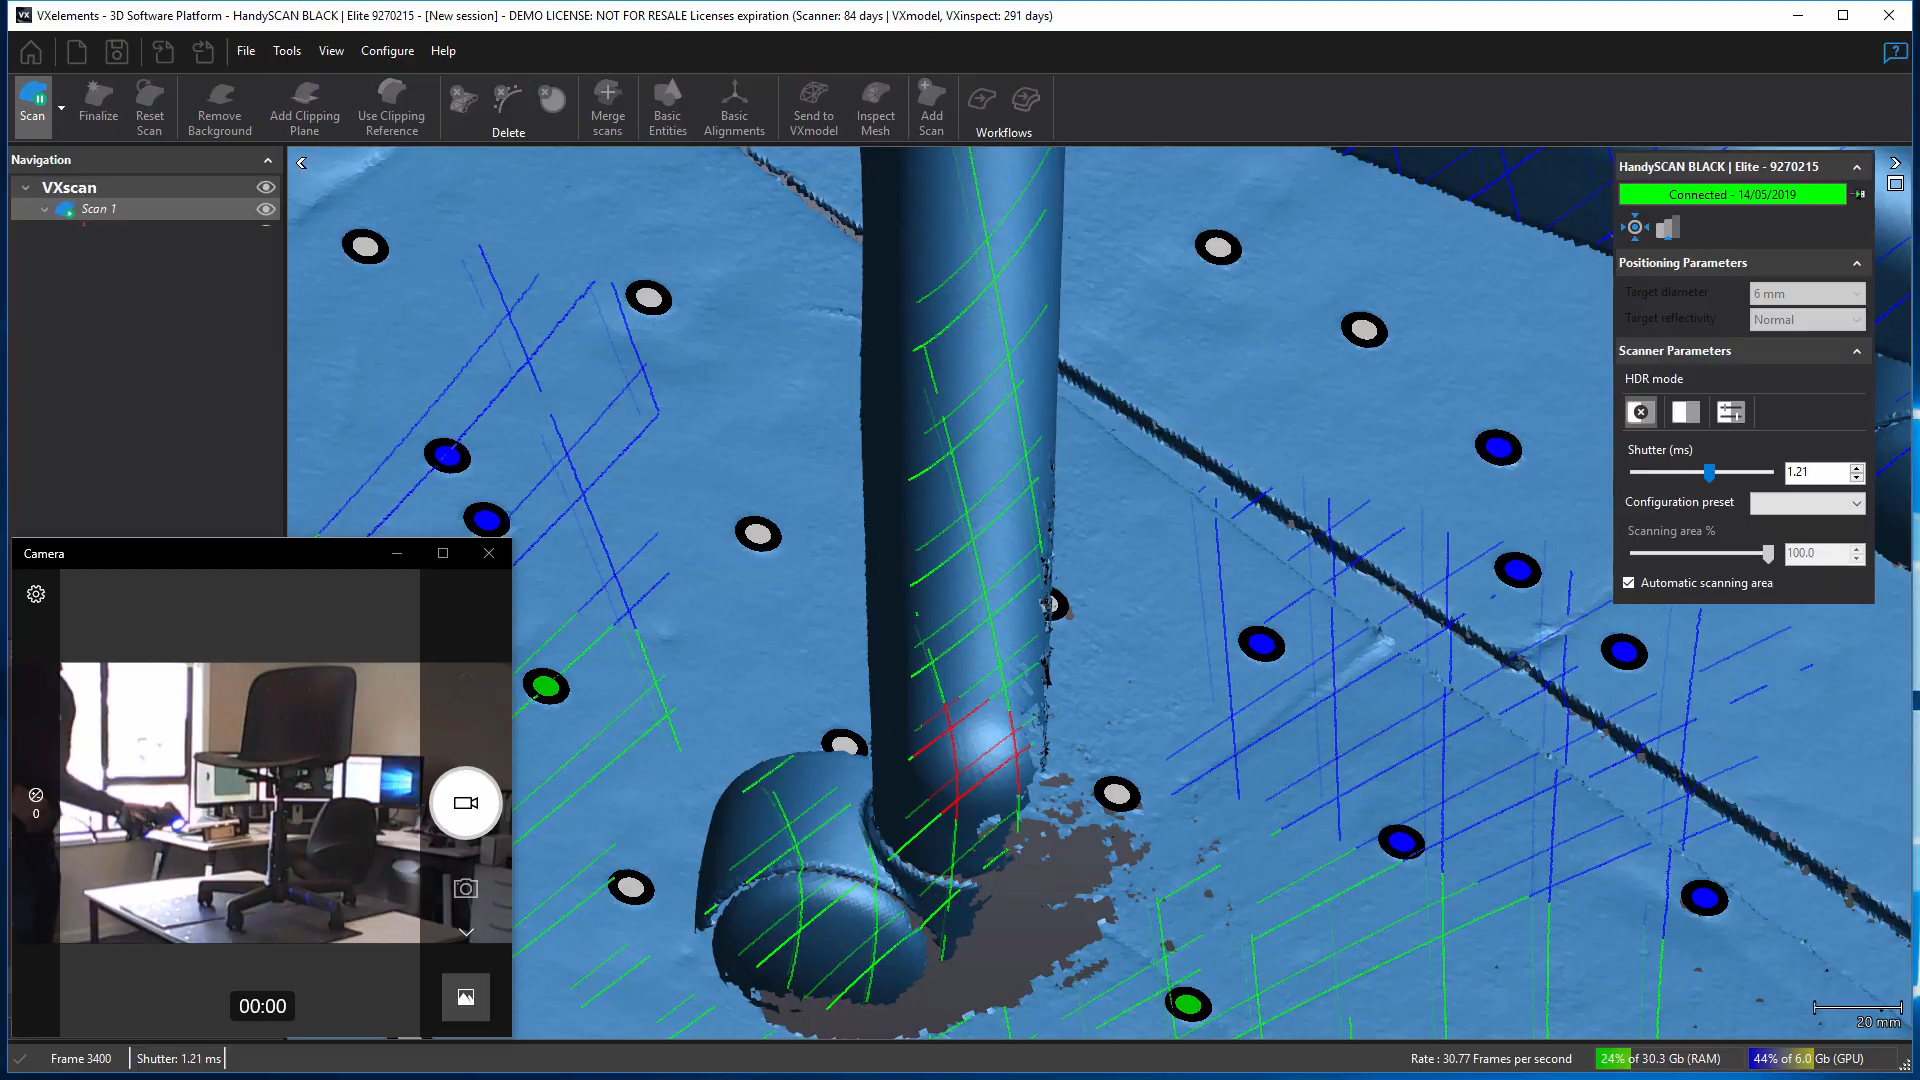 VXelements - 3D Software Platform - HandySCAN BLACK | Elite 9270215 - [New session] - DEMO LICENSE: NOT FOR RESALE Licenses expiration (Scanner: 84 days | VXmodel, VXinspect: 291 days)
File Tools View Configure Help
Scan
Finalize
Reset
Scan
Remove
Background
Add Clipping
Plane
Use Clipping
Reference
Delete
Merge
scans
Basic
Entities
Basic
Alignments
Send to
VXmodel
Inspect
Mesh
Add
Scan
Workflows
Navigation
VXscan
Scan 1
HandySCAN BLACK | Elite - 9270215
Connected - 14/05/2019
Positioning Parameters
Target diameter 6 mm
Target reflectivity Normal
Scanner Parameters
HDR mode
Shutter (ms)
1.21
Configuration preset
Scanning area %
100.0
Automatic scanning area
Camera
0
00:00
20 mm
Frame 3400 Shutter: 1.21 ms Rate : 30.77 Frames per second 24% of 30.3 Gb (RAM) 44% of 6.0 Gb (GPU)